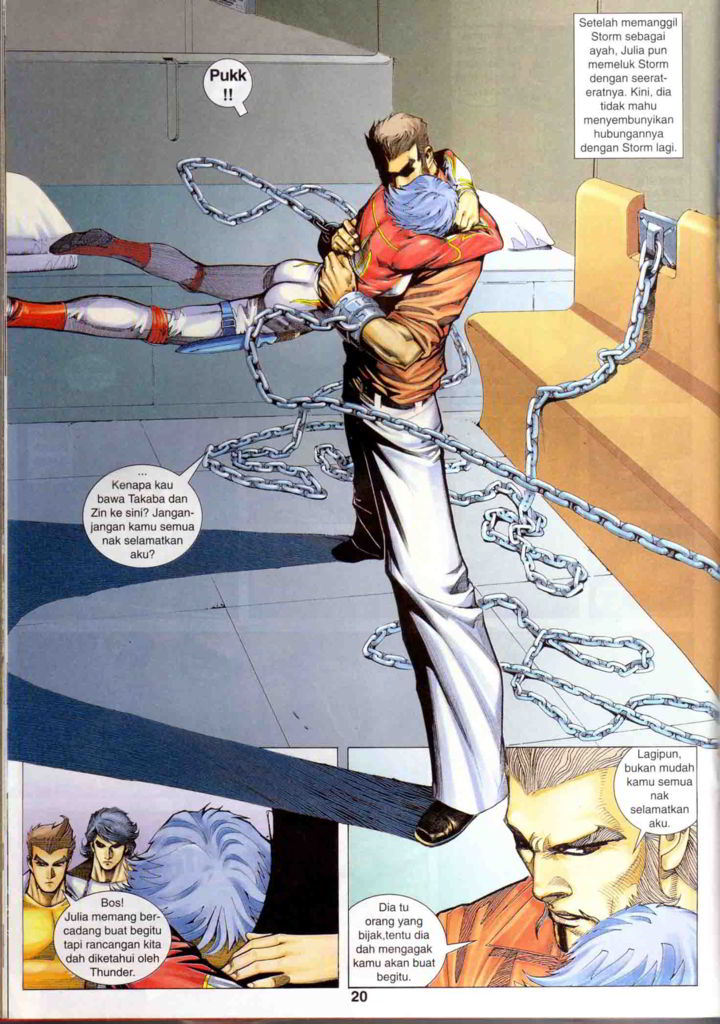 Setelah memanggil
Storm sebagai
ayah, Julia pun
memeluk Storm
dengan seerat-
eratnya. Kini, dia
tidak mahu
menyembunyikan
hubungannya
dengan Storm lagi.
Pukk
!!
...
Kenapa kau
bawa Takaba dan
Zin ke sini? Jangan-
jangan kamu semua
nak selamatkan
aku?
Bos!
Julia memang ber-
cadang buat begitu
tapi rancangan kita
dah diketahui oleh
Thunder.
Lagipun,
bukan mudah
kamu semua
nak
selamatkan
aku.
Dia tu
orang yang
bijak,tentu dia
dah mengagak
kamu akan buat
begitu.
20